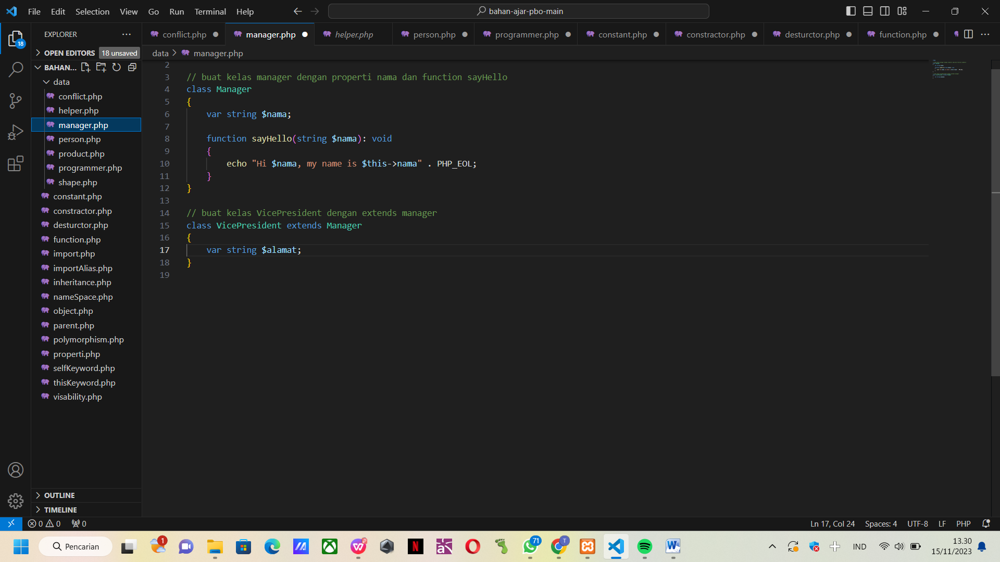 File Edit Selection View Go Run Terminal Help
bahan-ajar-pbo-main
18
EXPLORER
OPEN EDITORS 18 unsaved
BAHAN...
data
conflict.php
helper.php
manager.php
person.php
product.php
programmer.php
shape.php
constant.php
constractor.php
desturctor.php
function.php
import.php
importAlias.php
inheritance.php
nameSpace.php
object.php
parent.php
polymorphism.php
properti.php
selfKeyword.php
thisKeyword.php
visability.php
OUTLINE
TIMELINE
conflict.php manager.php helper.php person.php programmer.php constant.php constractor.php desturctor.php function.php
data > manager.php
2
3 // buat kelas manager dengan properti nama dan function sayHello
4 class Manager
5 {
6 var string $nama;
7
8 function sayHello(string $nama): void
9 {
10 echo "Hi $nama, my name is $this->nama" . PHP_EOL;
11 }
12 }
13
14 // buat kelas VicePresident dengan extends manager
15 class VicePresident extends Manager
16 {
17 var string $alamat;
18 }
19
0 0 0
Ln 17, Col 24 Spaces: 4 UTF-8 LF PHP
Pencarian
1
71
T
IND
13.30
15/11/2023